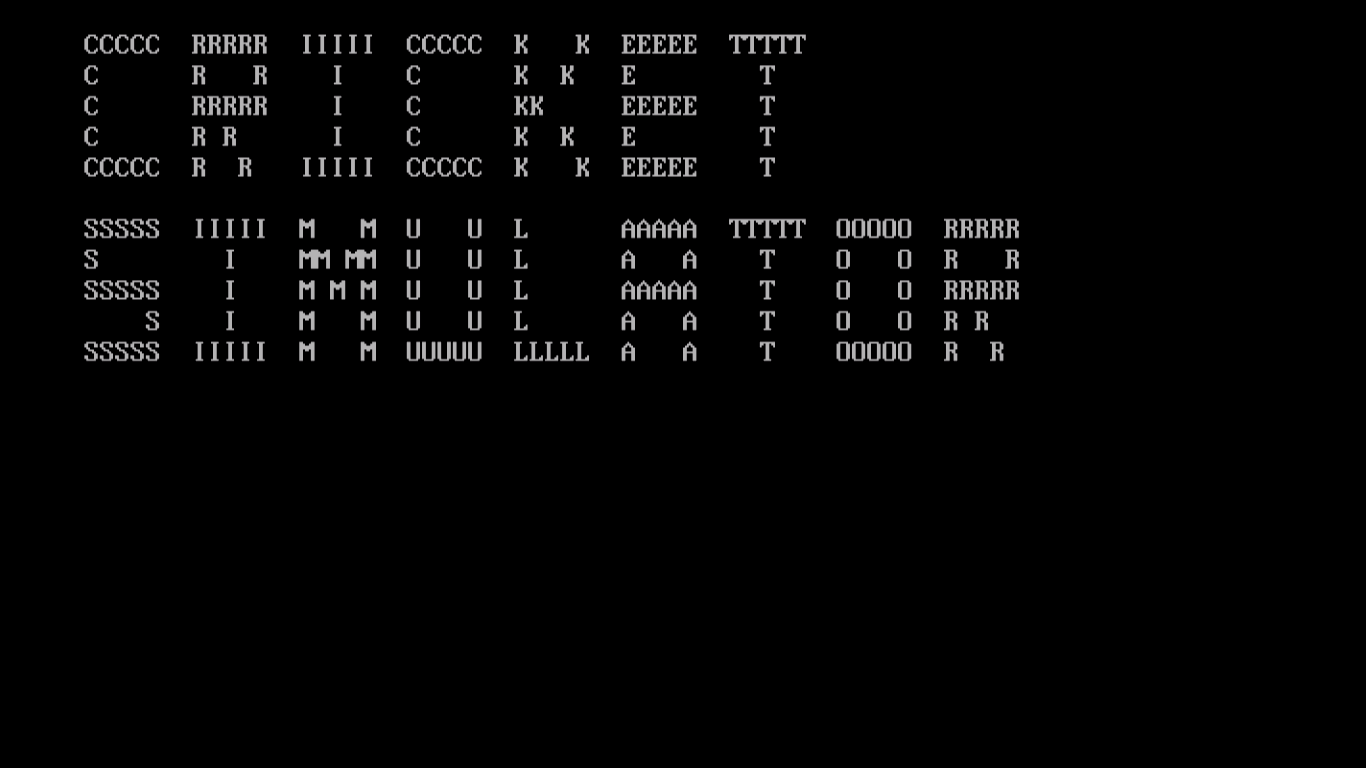 CCCCC  RRRRR  IIIII  CCCCC  K   K  EEEEE  TTTTT
C      R   R    I    C      K  K   E        T
C      RRRRR    I    C      KK     EEEEE    T
C      R R      I    C      K  K   E        T
CCCCC  R  R   IIIII  CCCCC  K   K  EEEEE    T

SSSSS  IIIII  M   M  U   U  L      AAAAA  TTTTT  OOOOO  RRRRR
S        I    MM MM  U   U  L      A   A    T    O   O  R   R
SSSSS    I    M M M  U   U  L      AAAAA    T    O   O  RRRRR
    S    I    M   M  U   U  L      A   A    T    O   O  R R
SSSSS  IIIII  M   M  UUUUU  LLLLL  A   A    T    OOOOO  R  R